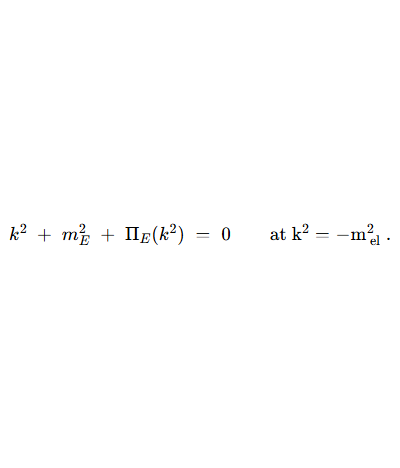 k² + m_E² + Π_E(k²) = 0 at k² = −m_el² .